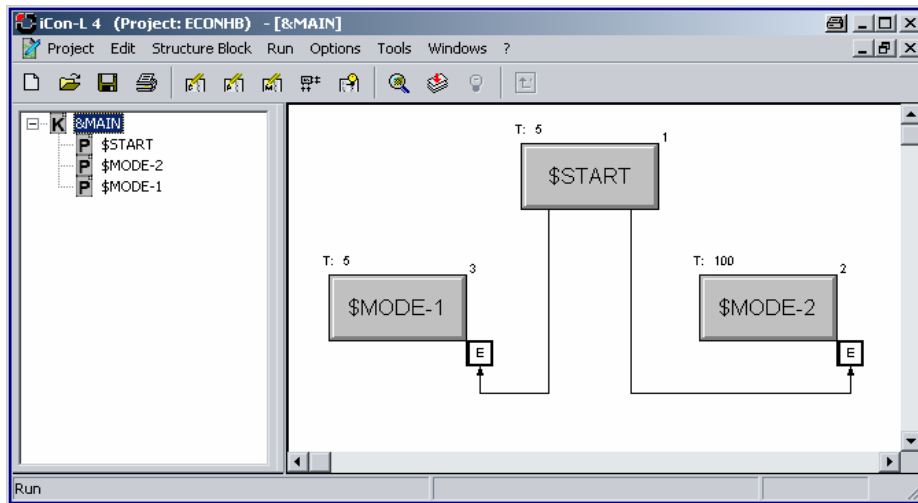 iCon-L 4 (Project: ECONHB) - [&MAIN]
Project Edit Structure Block Run Options Tools Windows ?
K &MAIN
P $START
P $MODE-2
P $MODE-1
T: 5
1
$START
T: 5
3
$MODE-1
E
T: 100
2
$MODE-2
E
Run